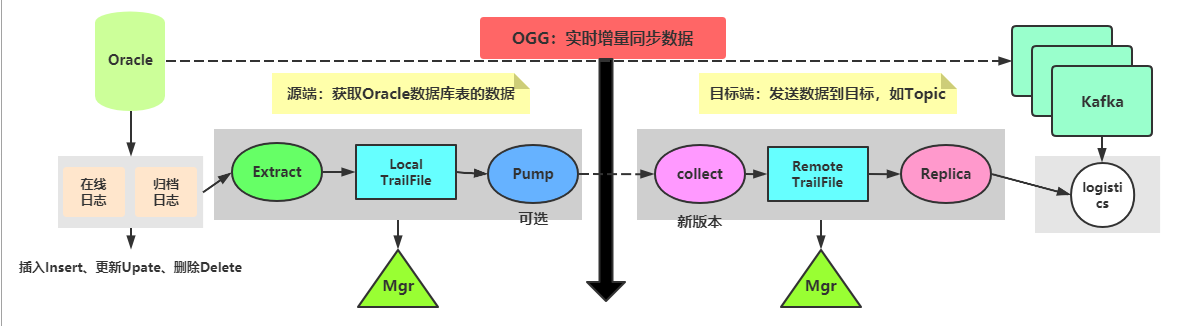 OGG：实时增量同步数据
Oracle
Kafka
源端：获取Oracle数据库表的数据
目标端：发送数据到目标，如Topic
在线
日志
归档
日志
Extract
Local
TrailFile
Pump
可选
collect
新版本
Remote
TrailFile
Replica
logisti
cs
插入Insert、更新Upate、删除Delete
Mgr
Mgr